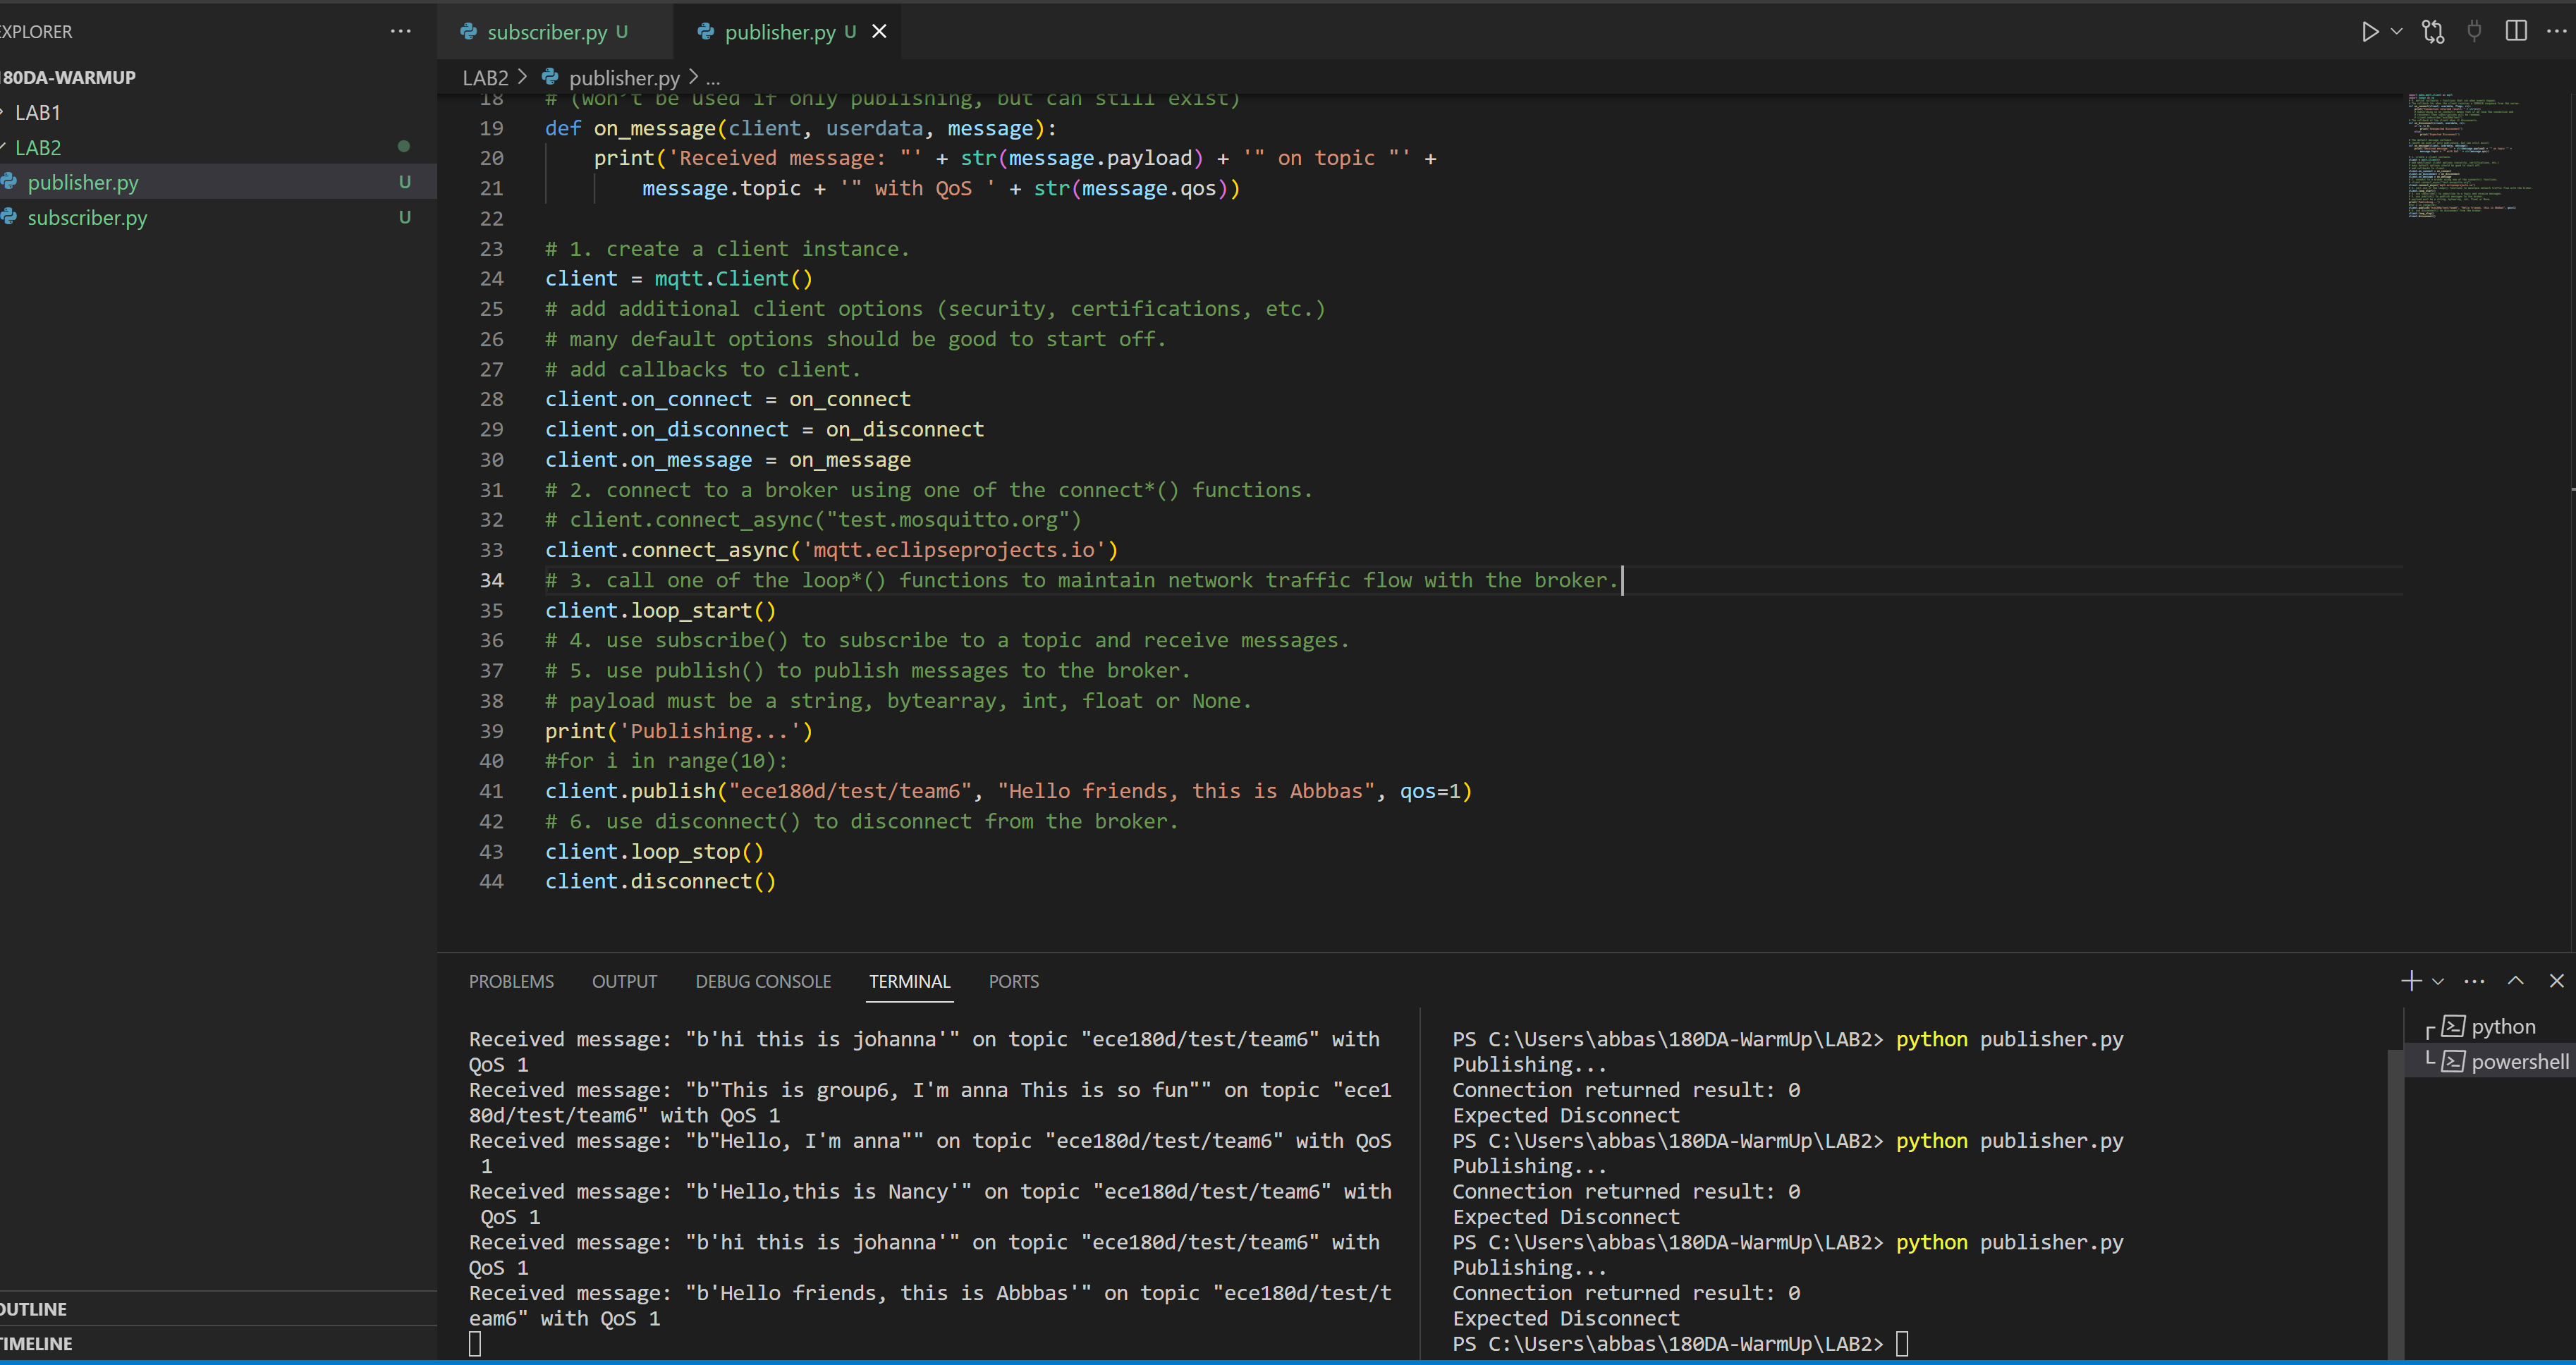 EXPLORER
180DA-WARMUP
LAB1
LAB2
publisher.py U
subscriber.py U
OUTLINE
TIMELINE
subscriber.py U
publisher.py U
LAB2 > publisher.py > ...
18 # (won't be used if only publishing, but can still exist)
19 def on_message(client, userdata, message):
20 print('Received message: "' + str(message.payload) + '" on topic "' +
21 message.topic + '" with QoS ' + str(message.qos))
22
23 # 1. create a client instance.
24 client = mqtt.Client()
25 # add additional client options (security, certifications, etc.)
26 # many default options should be good to start off.
27 # add callbacks to client.
28 client.on_connect = on_connect
29 client.on_disconnect = on_disconnect
30 client.on_message = on_message
31 # 2. connect to a broker using one of the connect*() functions.
32 # client.connect_async("test.mosquitto.org")
33 client.connect_async('mqtt.eclipseprojects.io')
34 # 3. call one of the loop*() functions to maintain network traffic flow with the broker.
35 client.loop_start()
36 # 4. use subscribe() to subscribe to a topic and receive messages.
37 # 5. use publish() to publish messages to the broker.
38 # payload must be a string, bytearray, int, float or None.
39 print('Publishing...')
40 #for i in range(10):
41 client.publish("ece180d/test/team6", "Hello friends, this is Abbbas", qos=1)
42 # 6. use disconnect() to disconnect from the broker.
43 client.loop_stop()
44 client.disconnect()
PROBLEMS OUTPUT DEBUG CONSOLE TERMINAL PORTS
Received message: "b'hi this is johanna'" on topic "ece180d/test/team6" with
QoS 1
Received message: "b"This is group6, I'm anna This is so fun"" on topic "ece1
80d/test/team6" with QoS 1
Received message: "b"Hello, I'm anna"" on topic "ece180d/test/team6" with QoS
1
Received message: "b'Hello,this is Nancy'" on topic "ece180d/test/team6" with
QoS 1
Received message: "b'hi this is johanna'" on topic "ece180d/test/team6" with
QoS 1
Received message: "b'Hello friends, this is Abbbas'" on topic "ece180d/test/t
eam6" with QoS 1
PS C:\Users\abbas\180DA-WarmUp\LAB2> python publisher.py
Publishing...
Connection returned result: 0
Expected Disconnect
PS C:\Users\abbas\180DA-WarmUp\LAB2> python publisher.py
Publishing...
Connection returned result: 0
Expected Disconnect
PS C:\Users\abbas\180DA-WarmUp\LAB2> python publisher.py
Publishing...
Connection returned result: 0
Expected Disconnect
PS C:\Users\abbas\180DA-WarmUp\LAB2>
python
powershell